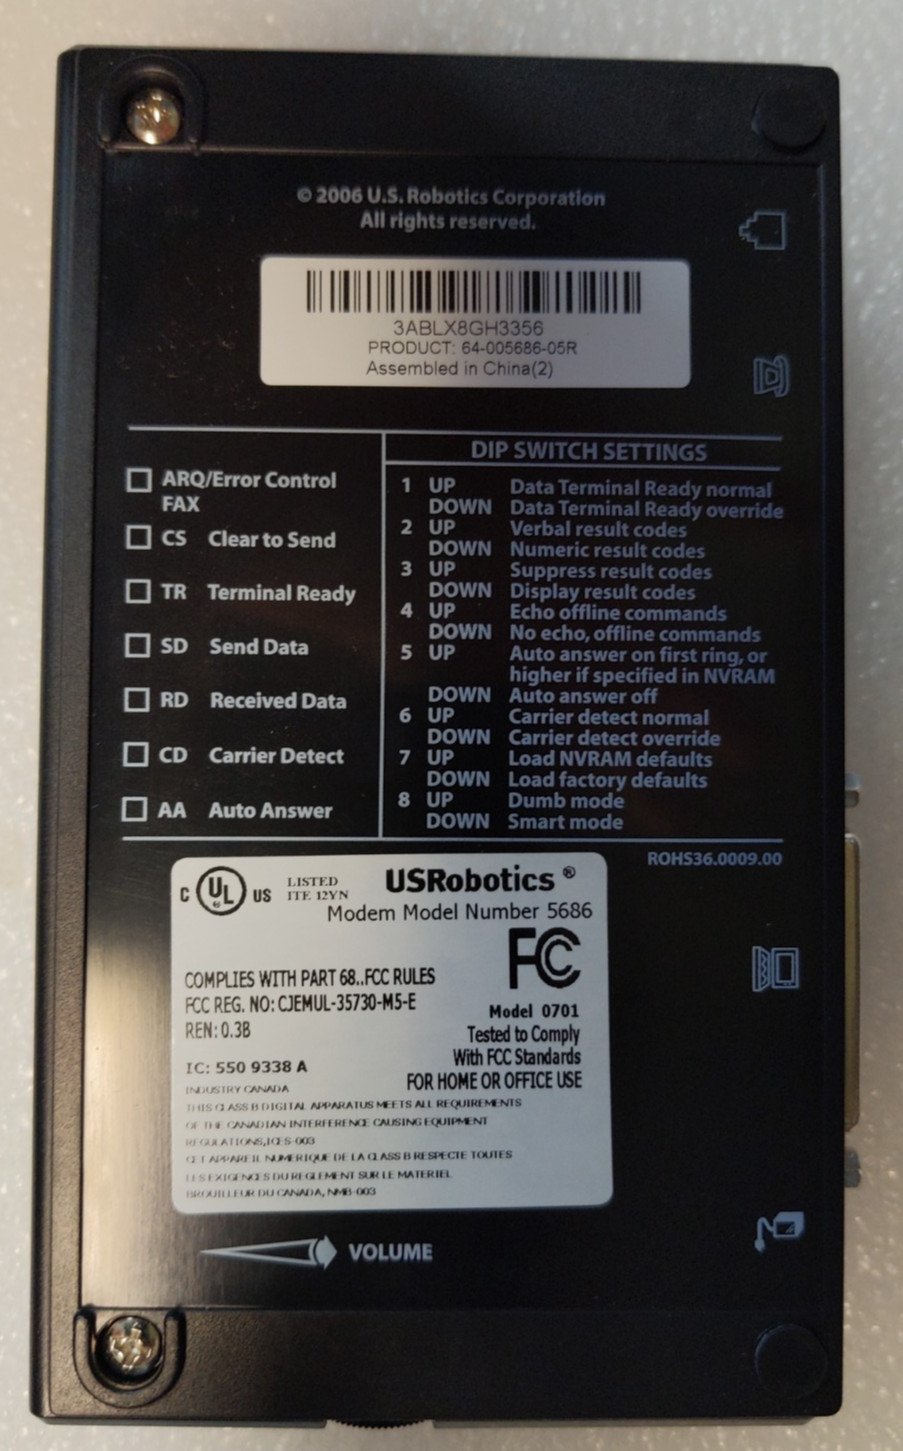 © 2006 U.S. Robotics Corporation
All rights reserved.
3ABLX8GH3356
PRODUCT: 64-005686-05R
Assembled in China(2)
ARQ/Error Control
FAX
CS Clear to Send
TR Terminal Ready
SD Send Data
RD Received Data
CD Carrier Detect
AA Auto Answer
DIP SWITCH SETTINGS
1 UP Data Terminal Ready normal
DOWN Data Terminal Ready override
2 UP Verbal result codes
DOWN Numeric result codes
3 UP Suppress result codes
DOWN Display result codes
4 UP Echo offline commands
DOWN No echo, offline commands
5 UP Auto answer on first ring, or
higher if specified in NVRAM
DOWN Auto answer off
6 UP Carrier detect normal
DOWN Carrier detect override
7 UP Load NVRAM defaults
DOWN Load factory defaults
8 UP Dumb mode
DOWN Smart mode
ROHS36.0009.00
C UL ® US
LISTED
ITE 12YN
USRobotics ®
Modem Model Number 5686
FC
COMPLIES WITH PART 68..FCC RULES
FCC REG. NO: CJEMUL-35730-M5-E
REN: 0.3B
Model 0701
Tested to Comply
With FCC Standards
FOR HOME OR OFFICE USE
IC: 550 9338 A
INDUSTRY CANADA
THIS CLASS B DIGITAL APPARATUS MEETS ALL REQUIREMENTS
OF THE CANADIAN INTERFERENCE CAUSING EQUIPMENT
REGULATIONS,ICES-003
CET APPAREIL NUMERIQUE DE LA CLASS B RESPECTE TOUTES
LES EXIGENCES DU REGLEMENT SUR LE MATERIEL
BROUILLEUR DU CANADA, NMB-003
VOLUME